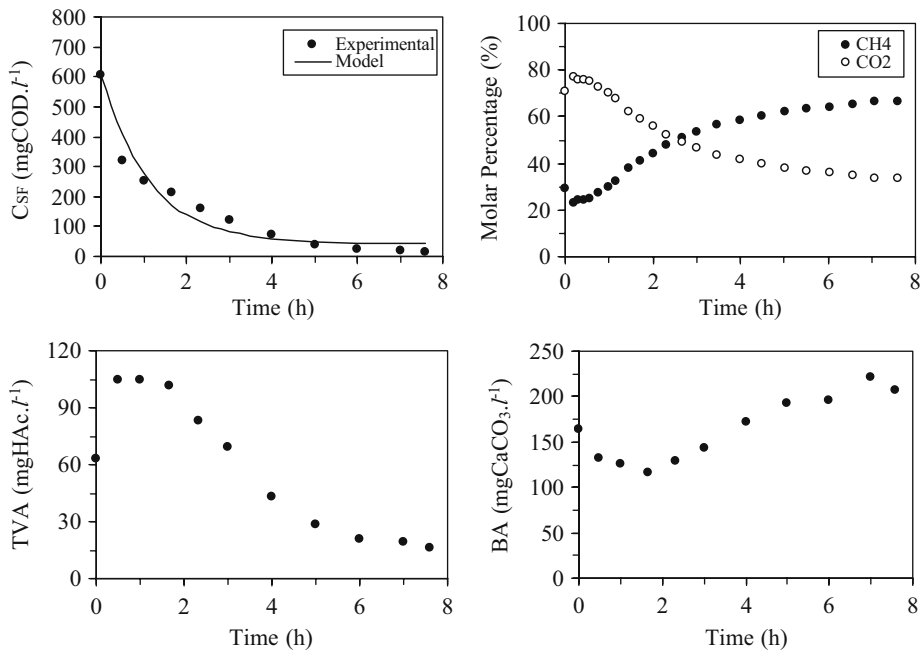 800
700
600
500
400
300
200
100
0
C_SF (mgCOD.l⁻¹)
Experimental
Model
0 2 4 6 8
Time (h)
100
80
60
40
20
0
Molar Percentage (%)
CH4
CO2
0 2 4 6 8
Time (h)
120
90
60
30
0
TVA (mgHAc.l⁻¹)
0 2 4 6 8
Time (h)
250
200
150
100
50
0
BA (mgCaCO₃.l⁻¹)
0 2 4 6 8
Time (h)